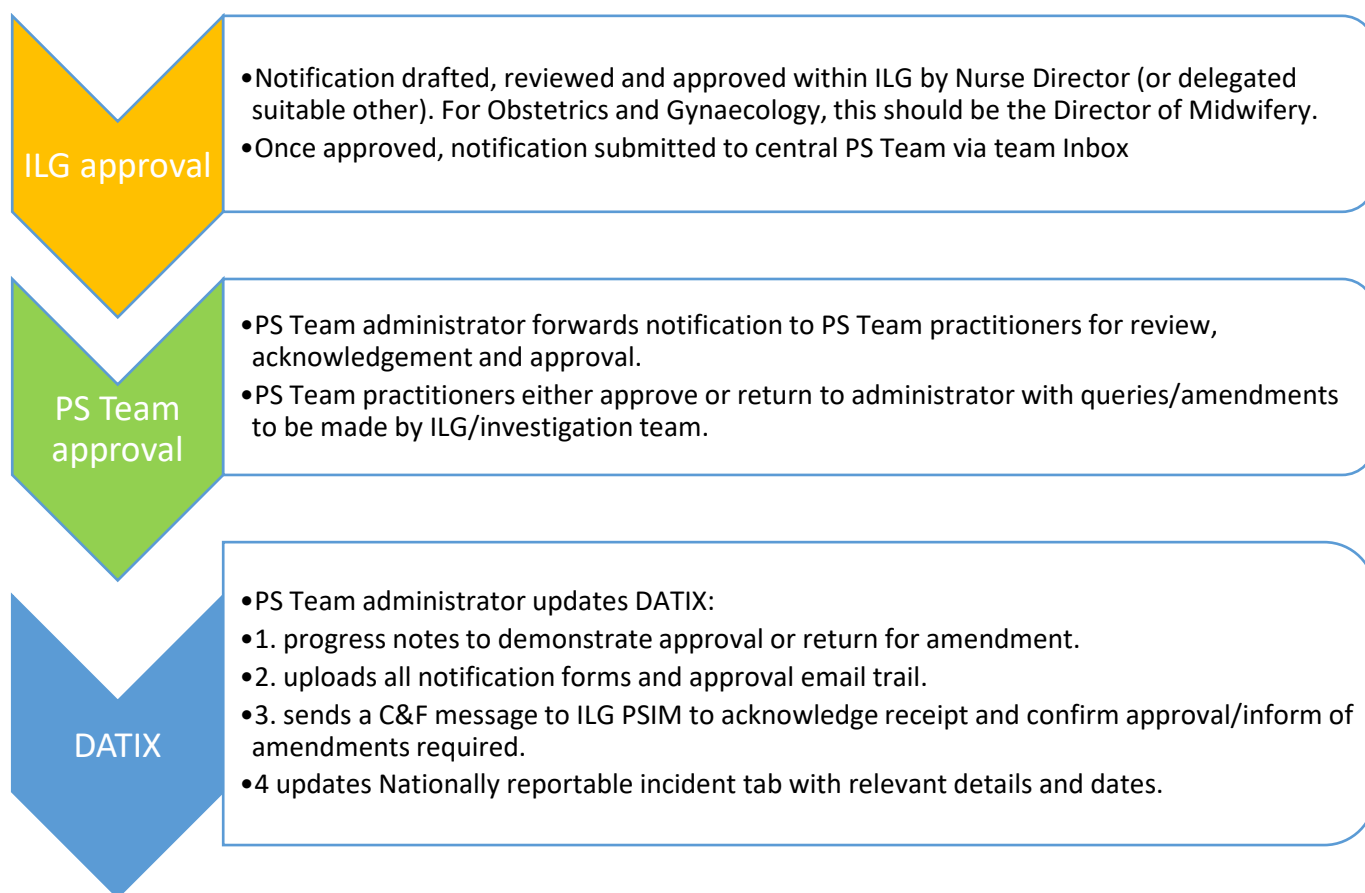 ILG approval
•Notification drafted, reviewed and approved within ILG by Nurse Director (or delegated
suitable other). For Obstetrics and Gynaecology, this should be the Director of Midwifery.
•Once approved, notification submitted to central PS Team via team Inbox
PS Team
approval
•PS Team administrator forwards notification to PS Team practitioners for review,
acknowledgement and approval.
•PS Team practitioners either approve or return to administrator with queries/amendments
to be made by ILG/investigation team.
DATIX
•PS Team administrator updates DATIX:
•1. progress notes to demonstrate approval or return for amendment.
•2. uploads all notification forms and approval email trail.
•3. sends a C&F message to ILG PSIM to acknowledge receipt and confirm approval/inform of
amendments required.
•4 updates Nationally reportable incident tab with relevant details and dates.